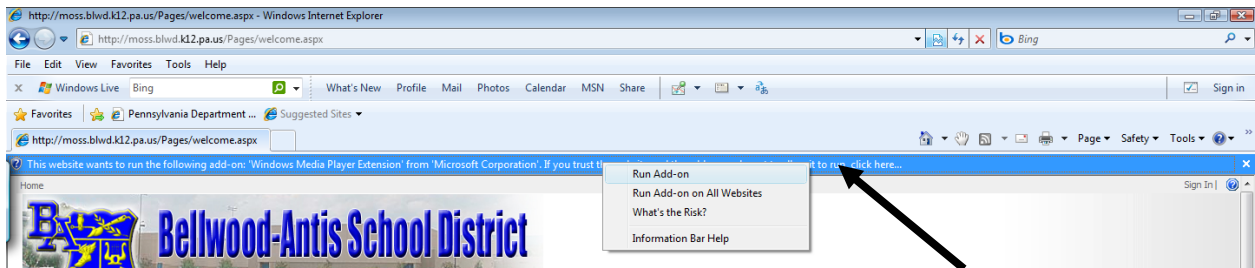 http://moss.blwd.k12.pa.us/Pages/welcome.aspx - Windows Internet Explorer
http://moss.blwd.k12.pa.us/Pages/welcome.aspx Bing
File Edit View Favorites Tools Help
x Windows Live Bing What's New Profile Mail Photos Calendar MSN Share Sign in
Favorites Pennsylvania Department ... Suggested Sites
http://moss.blwd.k12.pa.us/Pages/welcome.aspx Page Safety Tools
This website wants to run the following add-on: 'Windows Media Player Extension' from 'Microsoft Corporation'. If you trust it to run, click here...
Home Sign In
Run Add-on
Run Add-on on All Websites
What's the Risk?
Information Bar Help
BA Bellwood-Antis School District